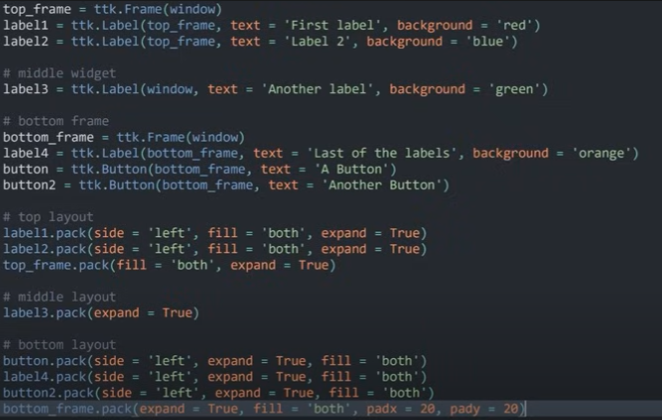 top_frame = ttk.Frame(window)
label1 = ttk.Label(top_frame, text = 'First label', background = 'red')
label2 = ttk.Label(top_frame, text = 'Label 2', background = 'blue')
# middle widget
label3 = ttk.Label(window, text = 'Another label', background = 'green')
# bottom frame
bottom_frame = ttk.Frame(window)
label4 = ttk.Label(bottom_frame, text = 'Last of the labels', background = 'orange')
button = ttk.Button(bottom_frame, text = 'A Button')
button2 = ttk.Button(bottom_frame, text = 'Another Button')
# top layout
label1.pack(side = 'left', fill = 'both', expand = True)
label2.pack(side = 'left', fill = 'both', expand = True)
top_frame.pack(fill = 'both', expand = True)
# middle layout
label3.pack(expand = True)
# bottom layout
button.pack(side = 'left', expand = True, fill = 'both')
label4.pack(side = 'left', expand = True, fill = 'both')
button2.pack(side = 'left', expand = True, fill = 'both')
bottom_frame.pack(expand = True, fill = 'both', padx = 20, pady = 20)